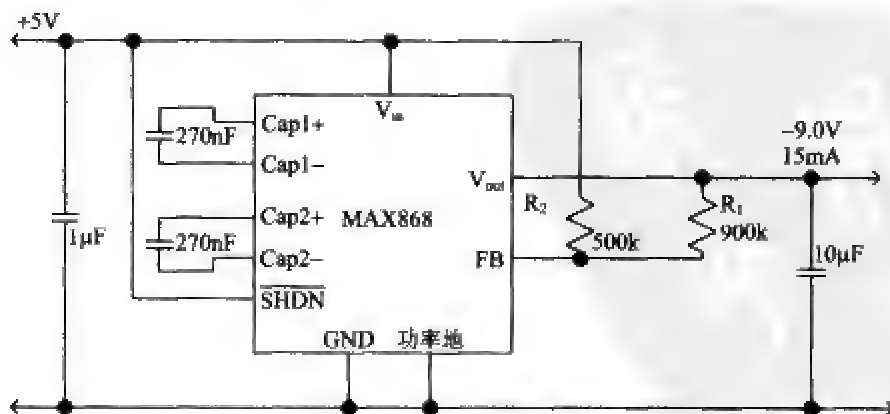 +5V
Cap1+
Vin
270nF
Cap1−
−9.0V
15mA
Vout
Cap2+
MAX868
R2
R1
1μF
270nF
500k
900k
Cap2−
FB
10μF
SHDN
GND
功率地